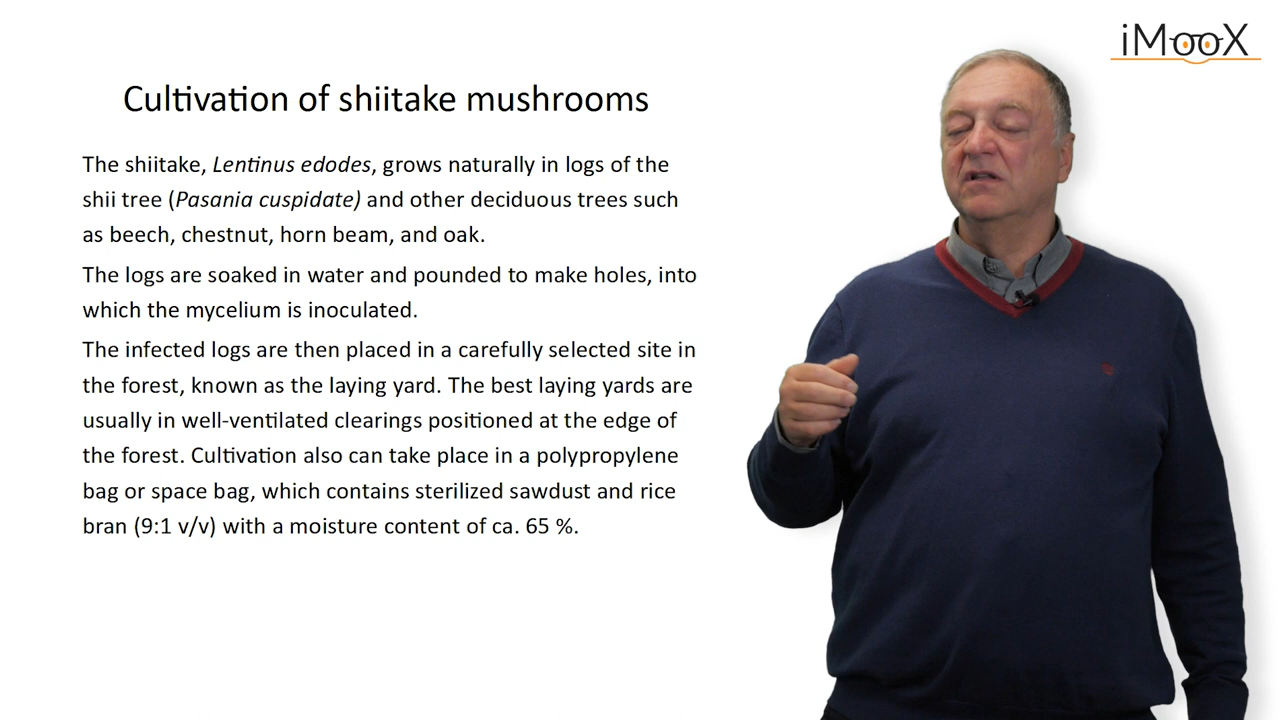 iMooX
Cultivation of shiitake mushrooms
The shiitake, Lentinus edodes, grows naturally in logs of the
shii tree (Pasania cuspidate) and other deciduous trees such
as beech, chestnut, horn beam, and oak.
The logs are soaked in water and pounded to make holes, into
which the mycelium is inoculated.
The infected logs are then placed in a carefully selected site in
the forest, known as the laying yard. The best laying yards are
usually in well-ventilated clearings positioned at the edge of
the forest. Cultivation also can take place in a polypropylene
bag or space bag, which contains sterilized sawdust and rice
bran (9:1 v/v) with a moisture content of ca. 65 %.